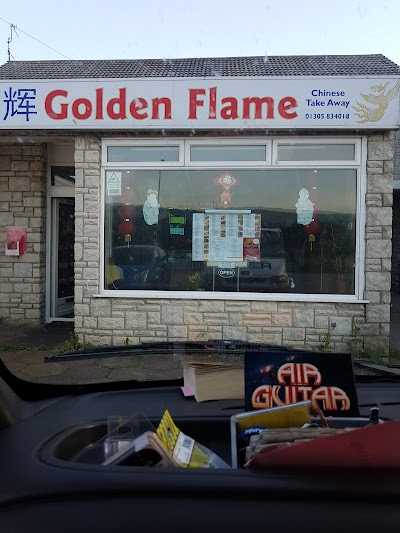 辉 Golden Flame
Chinese
Take Away
01305 834018
OPEN
AIR
GUITAR